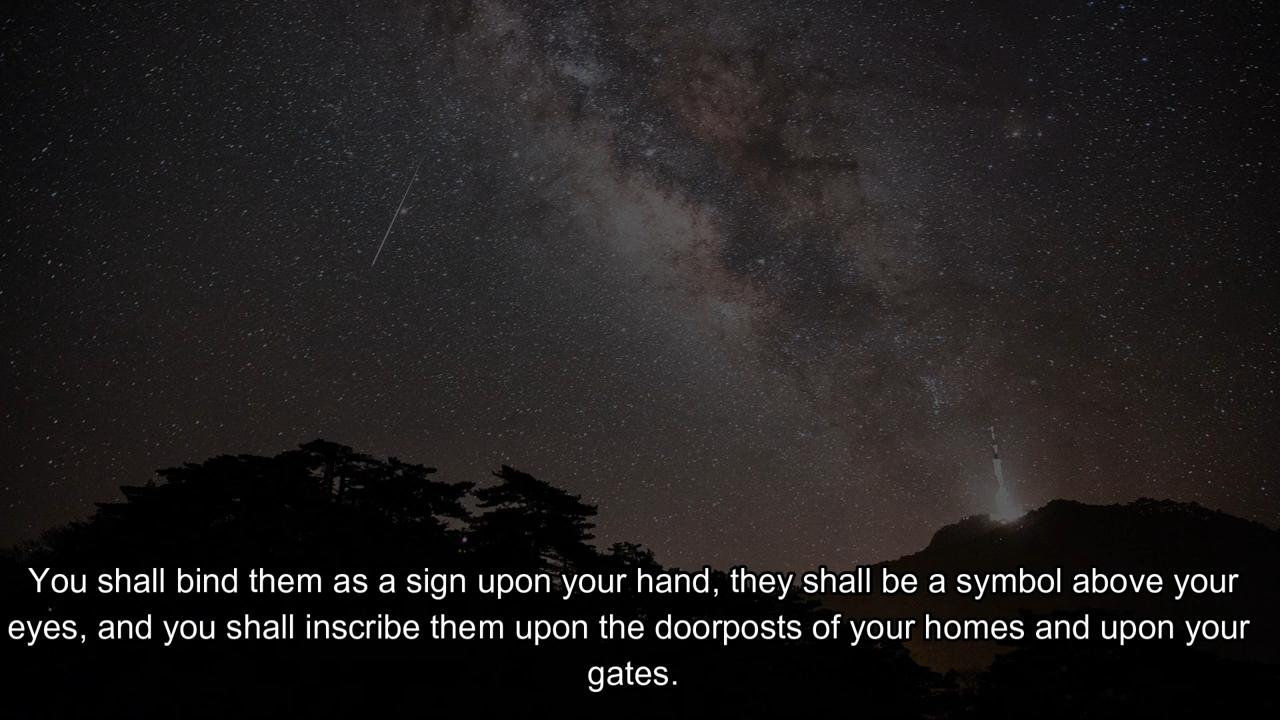 You shall bind them as a sign upon your hand, they shall be a symbol above your
eyes, and you shall inscribe them upon the doorposts of your homes and upon your
gates.